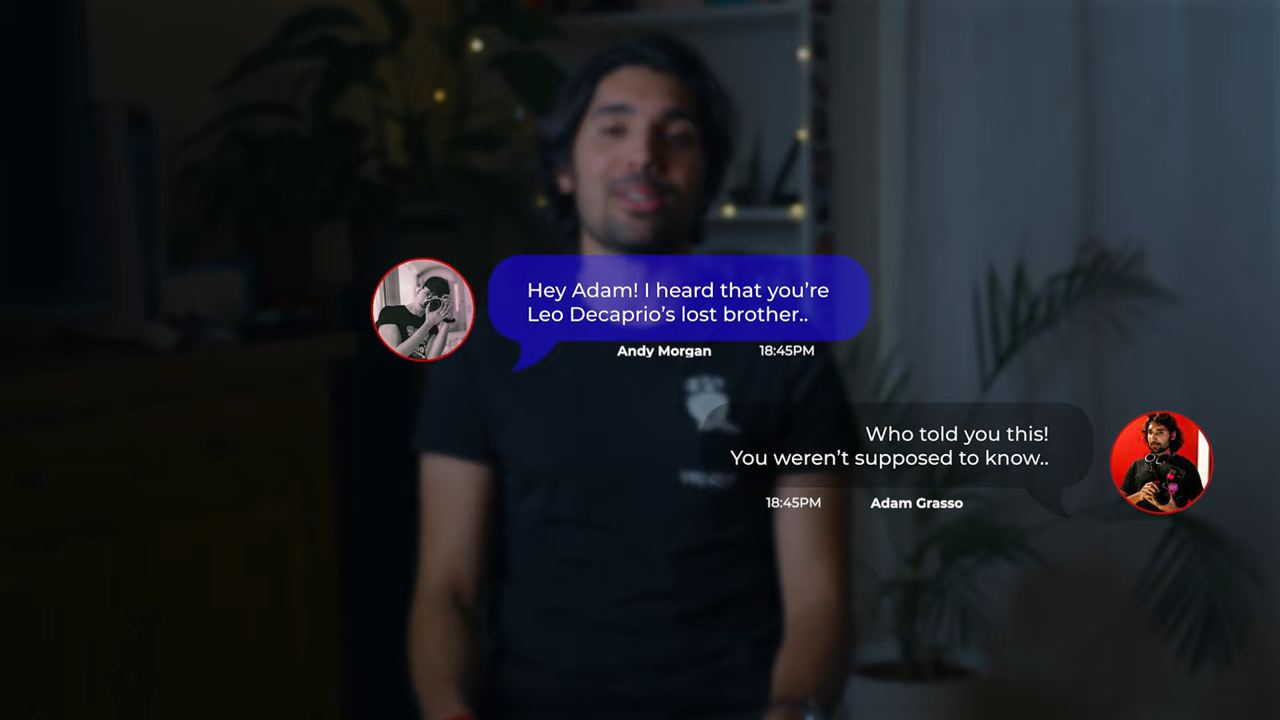 Hey Adam! I heard that you’re
Leo Decaprio’s lost brother..
Andy Morgan 18:45PM
Who told you this!
You weren’t supposed to know..
18:45PM Adam Grasso